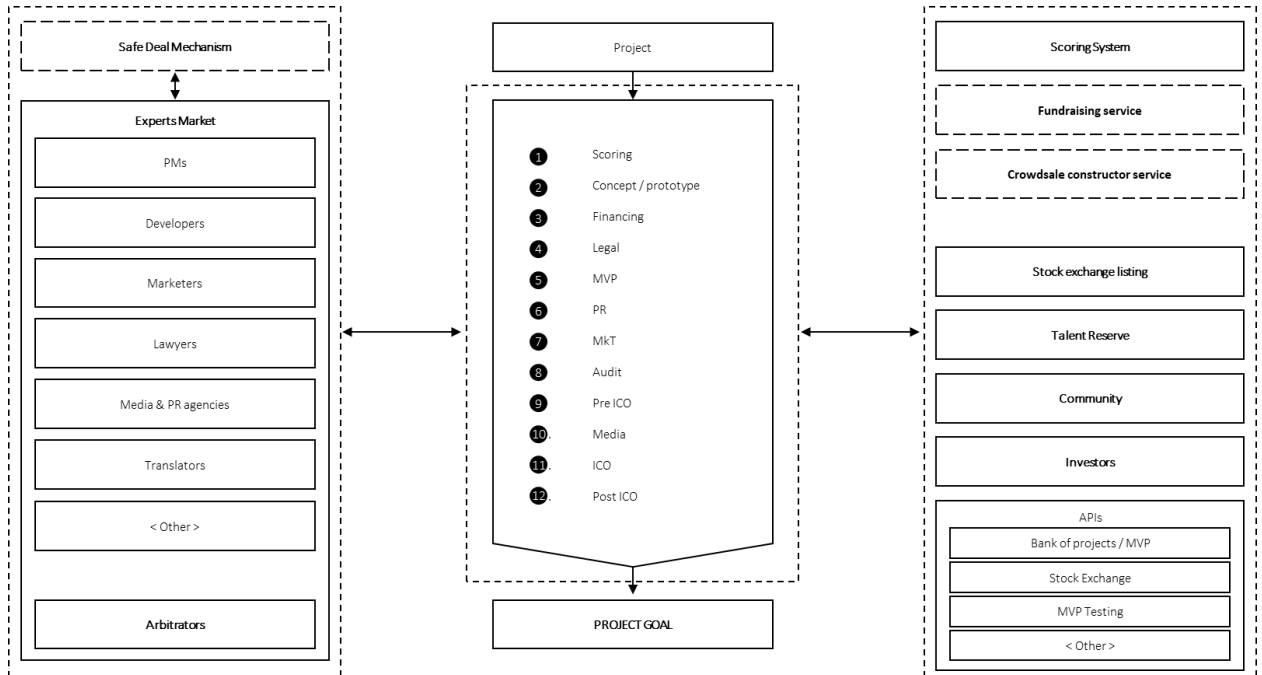 Safe Deal Mechanism
Experts Market
PMs
Developers
Marketers
Lawyers
Media & PR agencies
Translators
< Other >
Arbitrators
Project
1 Scoring
2 Concept / prototype
3 Financing
4 Legal
5 MVP
6 PR
7 MkT
8 Audit
9 Pre ICO
10. Media
11. ICO
12. Post ICO
PROJECT GOAL
Scoring System
Fundraising service
Crowdsale constructor service
Stock exchange listing
Talent Reserve
Community
Investors
APIs
Bank of projects / MVP
Stock Exchange
MVP Testing
< Other >